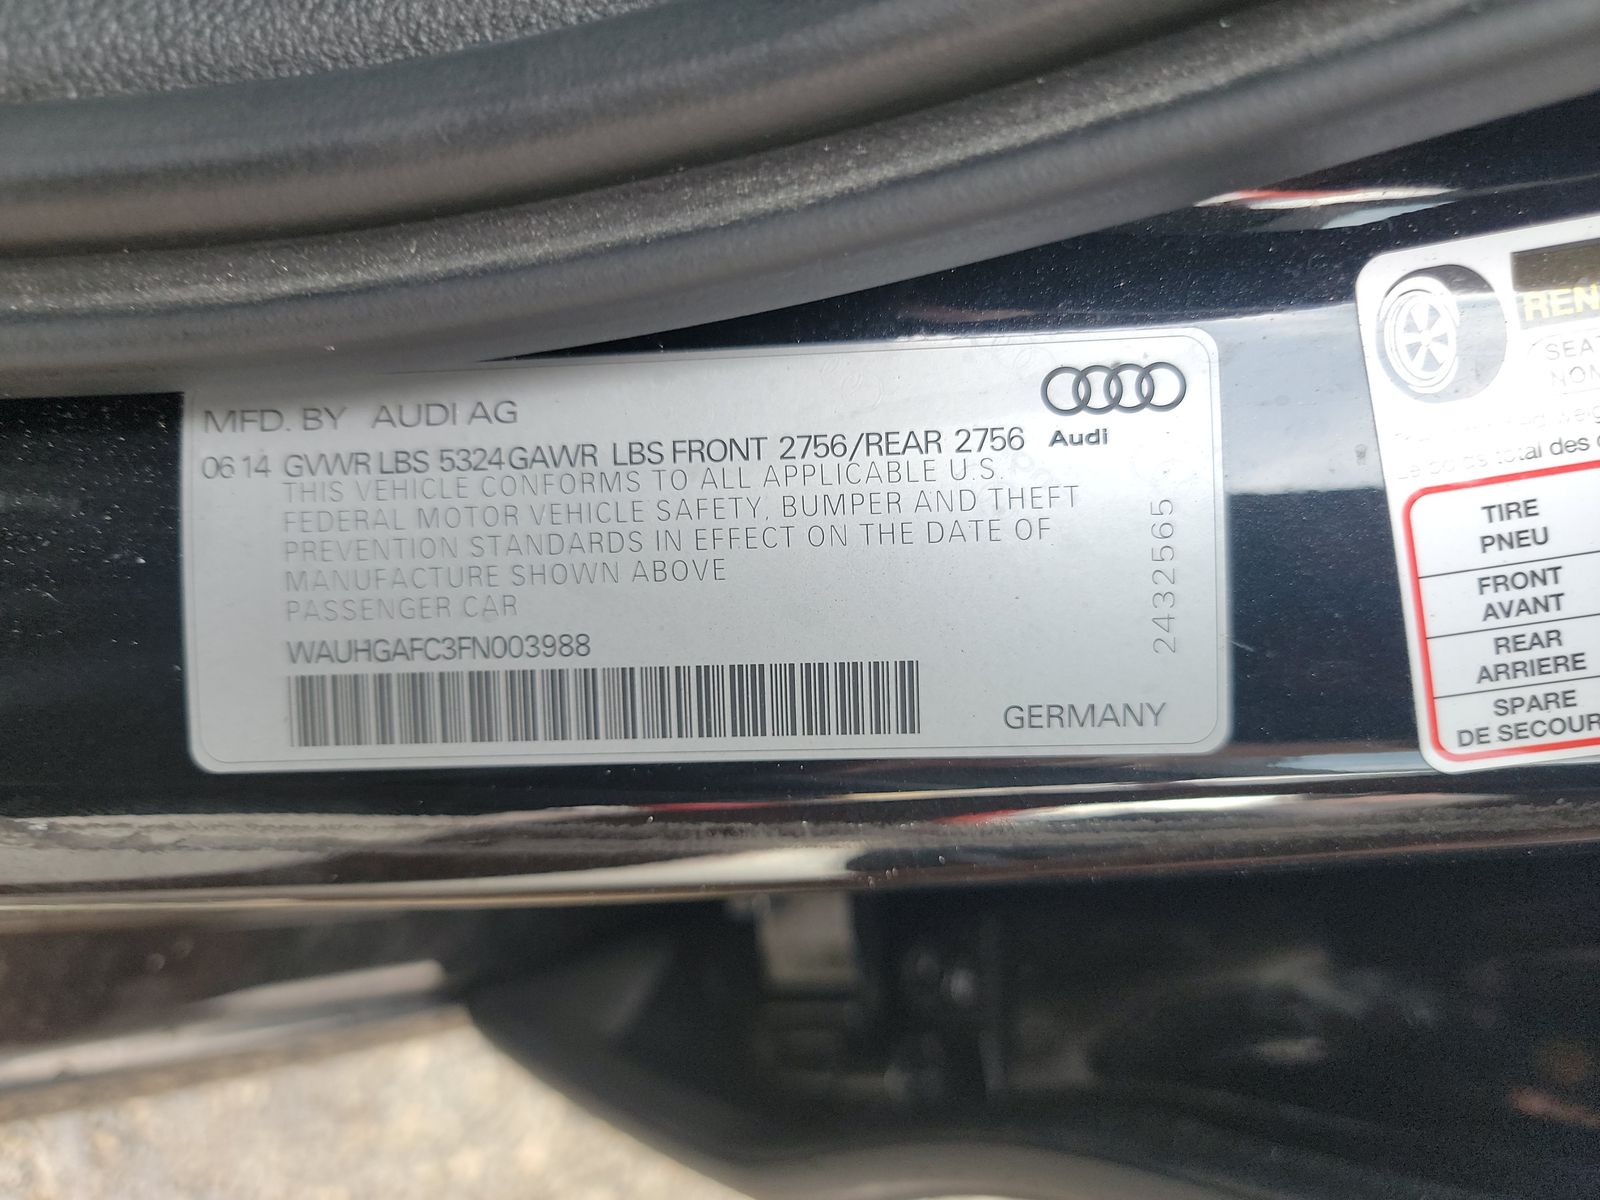 MFD. BY AUDI AG
06 14 GVWR LBS 5324 GAWR LBS FRONT 2756/REAR 2756
THIS VEHICLE CONFORMS TO ALL APPLICABLE U.S.
FEDERAL MOTOR VEHICLE SAFETY, BUMPER AND THEFT
PREVENTION STANDARDS IN EFFECT ON THE DATE OF
MANUFACTURE SHOWN ABOVE
PASSENGER CAR
WAUHGAFC3FN003988
GERMANY
Audi
2432565
TIRE
PNEU
FRONT
AVANT
REAR
ARRIERE
SPARE
DE SECOUR